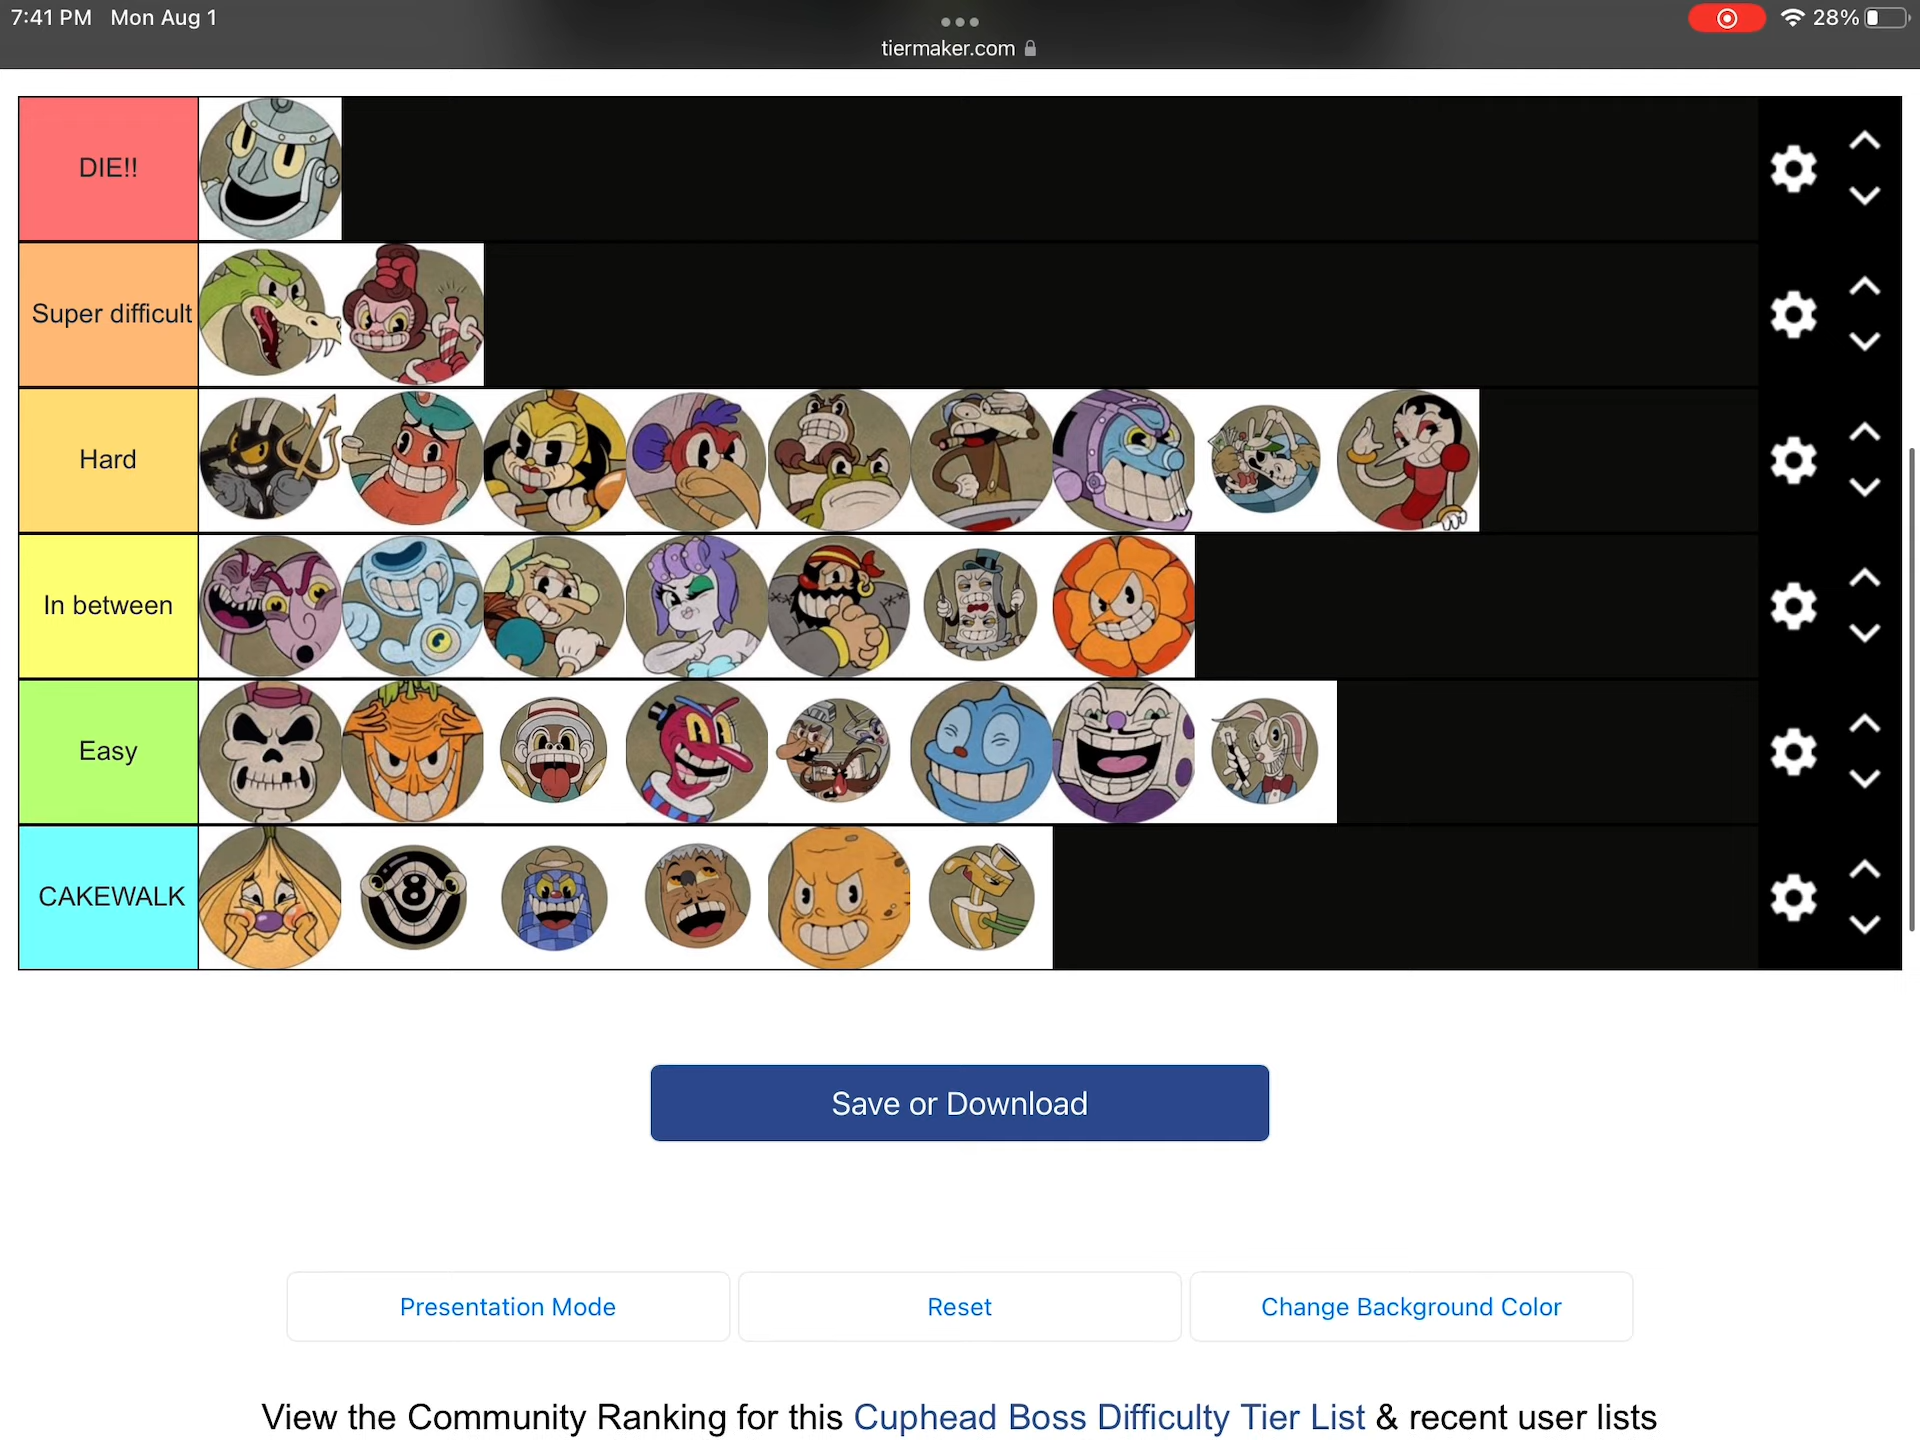 7:41 PM Mon Aug 1
28%
tiermaker.com
DIE!!
Super difficult
Hard
In between
Easy
8
CAKEWALK
Save or Download
Presentation Mode
Reset
Change Background Color
View the Community Ranking for this Cuphead Boss Difficulty Tier List & recent user lists